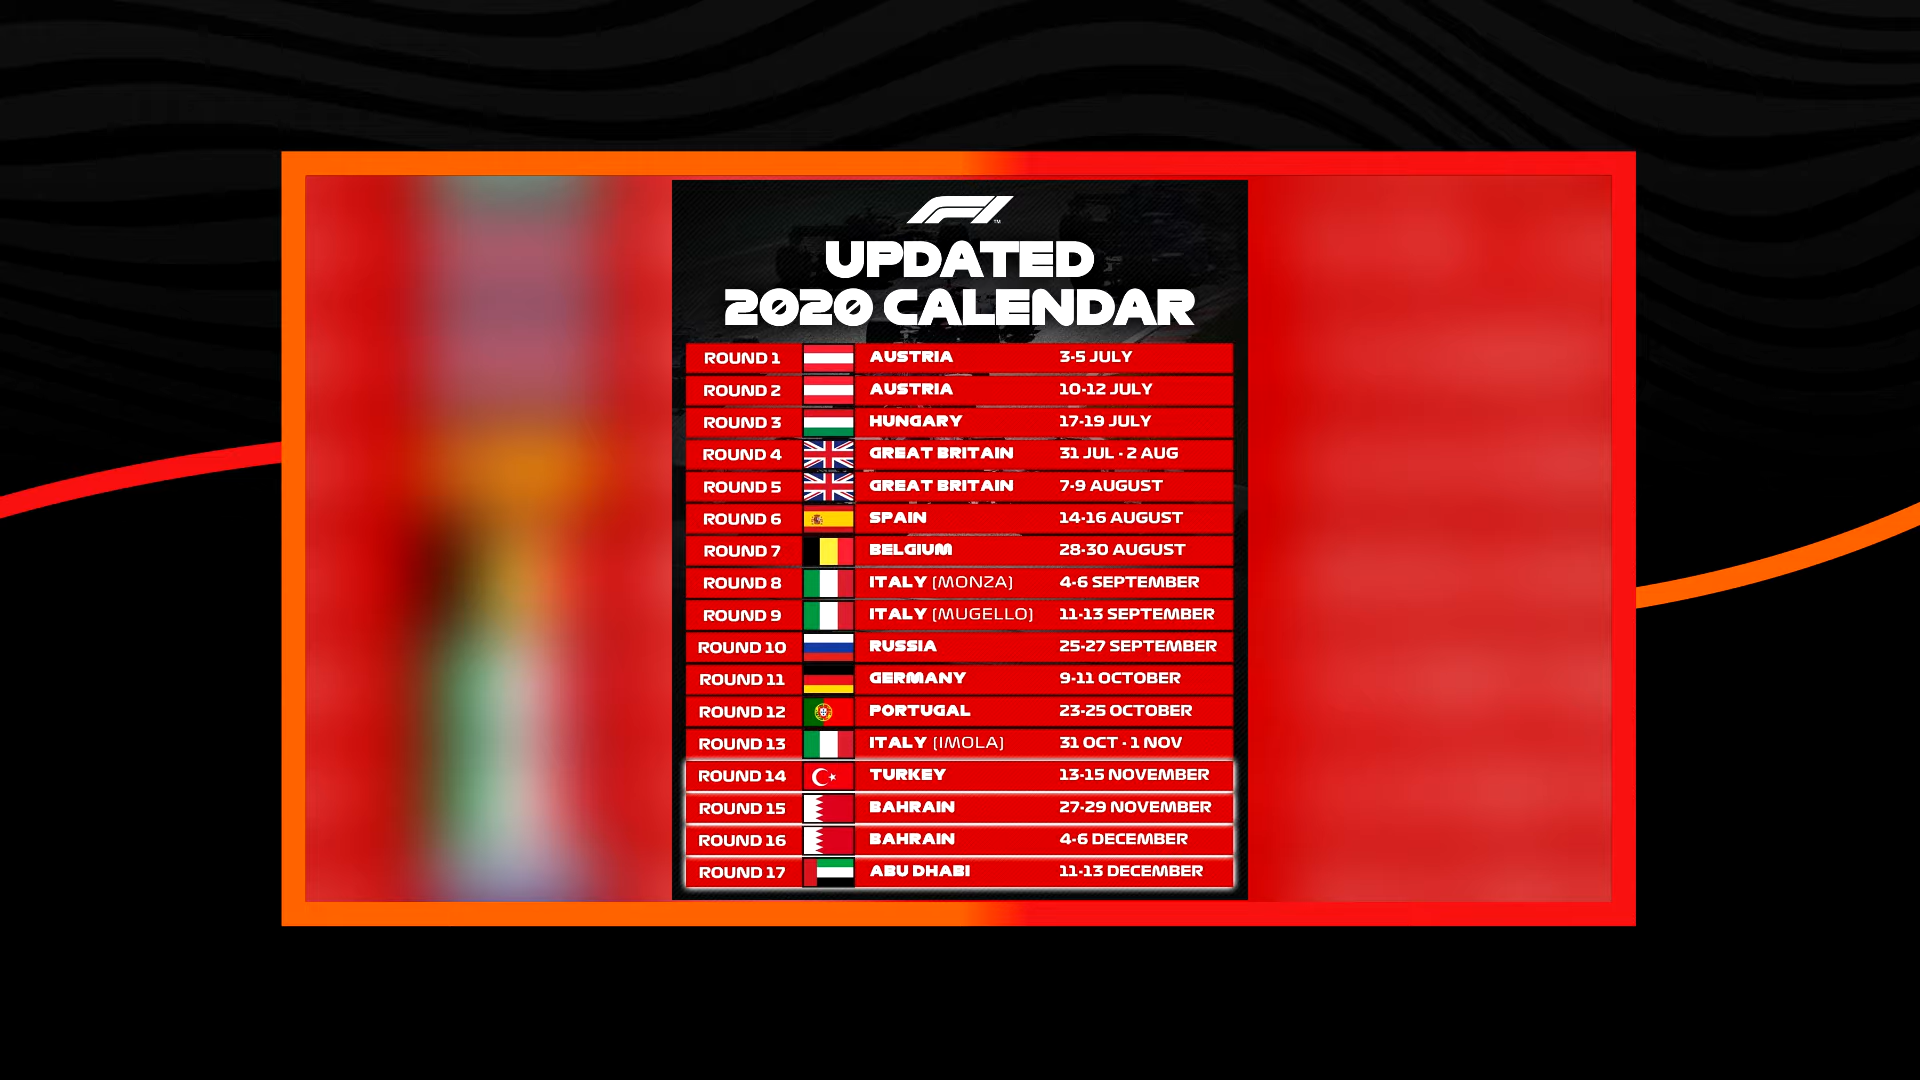 F1
UPDATED
2020 CALENDAR
ROUND 1 AUSTRIA 3-5 JULY
ROUND 2 AUSTRIA 10-12 JULY
ROUND 3 HUNGARY 17-19 JULY
ROUND 4 GREAT BRITAIN 31 JUL - 2 AUG
ROUND 5 GREAT BRITAIN 7-9 AUGUST
ROUND 6 SPAIN 14-16 AUGUST
ROUND 7 BELGIUM 28-30 AUGUST
ROUND 8 ITALY (MONZA) 4-6 SEPTEMBER
ROUND 9 ITALY (MUGELLO) 11-13 SEPTEMBER
ROUND 10 RUSSIA 25-27 SEPTEMBER
ROUND 11 GERMANY 9-11 OCTOBER
ROUND 12 PORTUGAL 23-25 OCTOBER
ROUND 13 ITALY (IMOLA) 31 OCT - 1 NOV
ROUND 14 TURKEY 13-15 NOVEMBER
ROUND 15 BAHRAIN 27-29 NOVEMBER
ROUND 16 BAHRAIN 4-6 DECEMBER
ROUND 17 ABU DHABI 11-13 DECEMBER